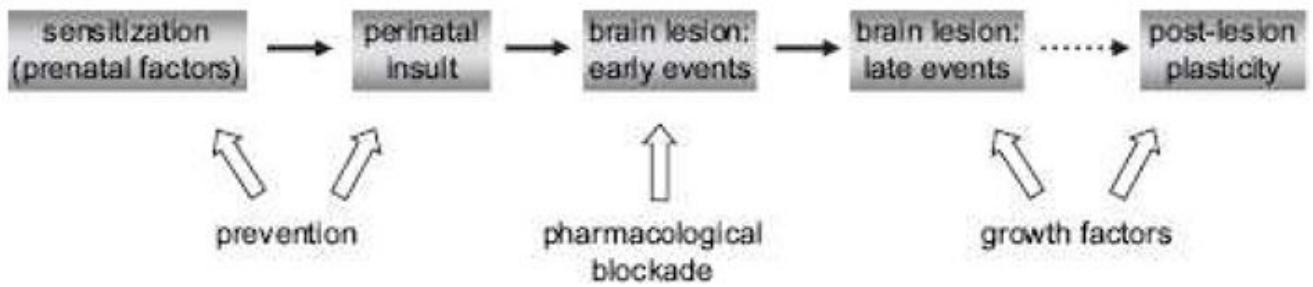 sensitization
(prenatal factors)
perinatal
insult
brain lesion:
early events
brain lesion:
late events
post-lesion
plasticity
prevention
pharmacological
blockade
growth factors